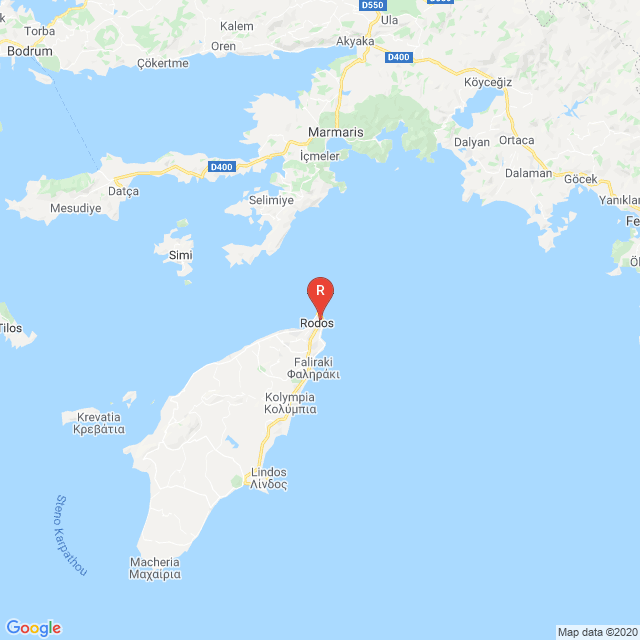 D550
Ula
Torba
Kalem
Akyaka
Bodrum
Oren
D400
Çökertme
Köyceğiz
Marmaris
Dalyan
Ortaca
İçmeler
D400
Dalaman
Göcek
Datça
Selimiye
Yanıklar
Mesudiye
Fe
Simi
Öl
R
Rodos
Tilos
Faliraki
Φαληράκι
Kolympia
Κολύμπια
Krevatia
Κρεβάτια
Lindos
Λίνδος
Steno Karpathou
Macheria
Μαχαίρια
Google
Map data ©2020